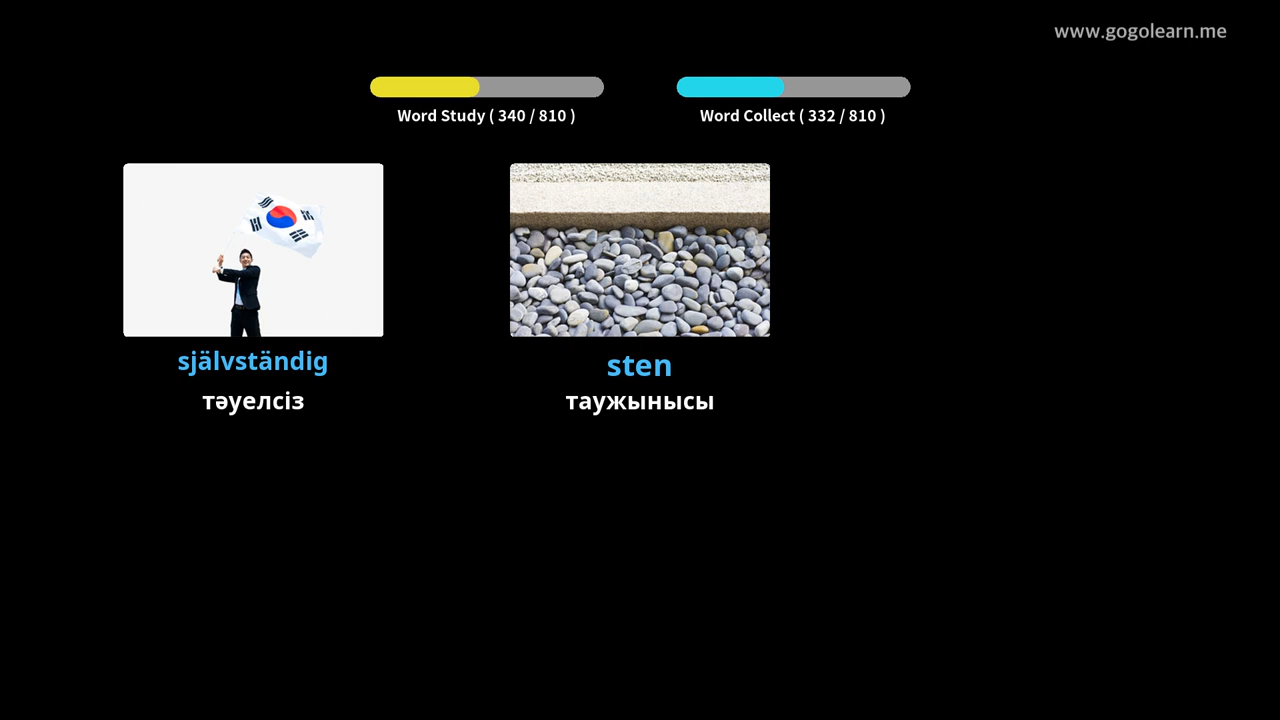 www.gogolearn.me
Word Study ( 340 / 810 )
Word Collect ( 332 / 810 )
självständig
тәуелсіз
sten
таужынысы